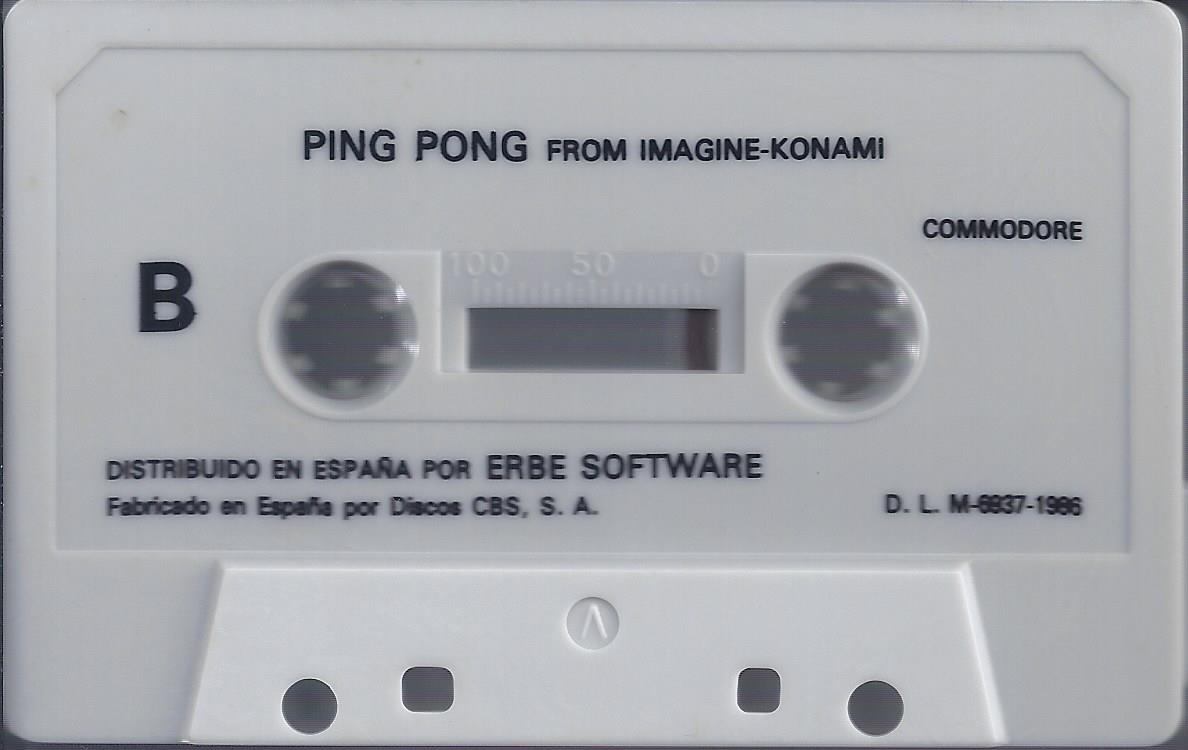 PING PONG FROM IMAGINE-KONAMI
COMMODORE
B
100 50 0
DISTRIBUIDO EN ESPAÑA POR ERBE SOFTWARE
Fabricado en España por Discos CBS, S. A.
D. L. M-6937-1986